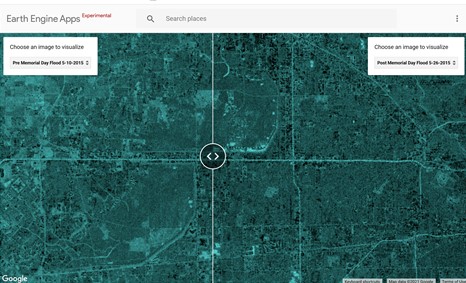 Earth Engine Apps Experimental
Search places
Choose an image to visualize
Pre Memorial Day Flood 5-10-2015
Choose an image to visualize
Post Memorial Day Flood 5-26-2015
Google
Keyboard shortcuts
Map data ©2021 Google
Terms of Use